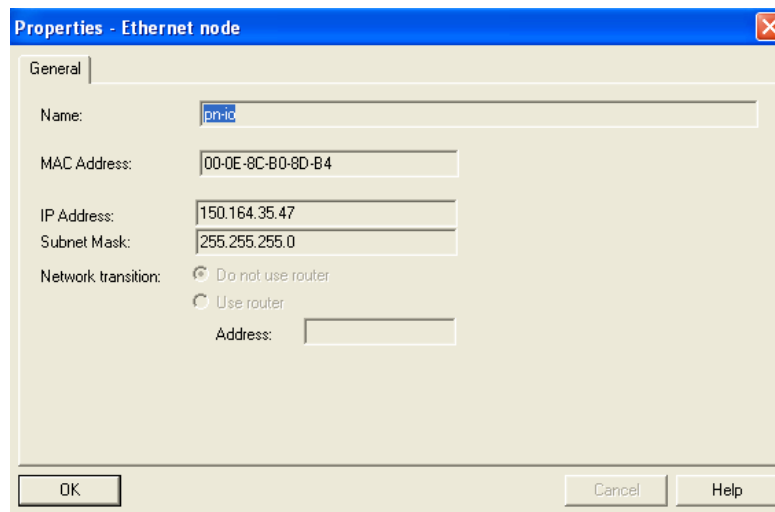 Properties - Ethernet node
General
Name: pn-io
MAC Address: 00-0E-8C-B0-8D-B4
IP Address: 150.164.35.47
Subnet Mask: 255.255.255.0
Network transition: Do not use router
Use router
Address:
OK Cancel Help